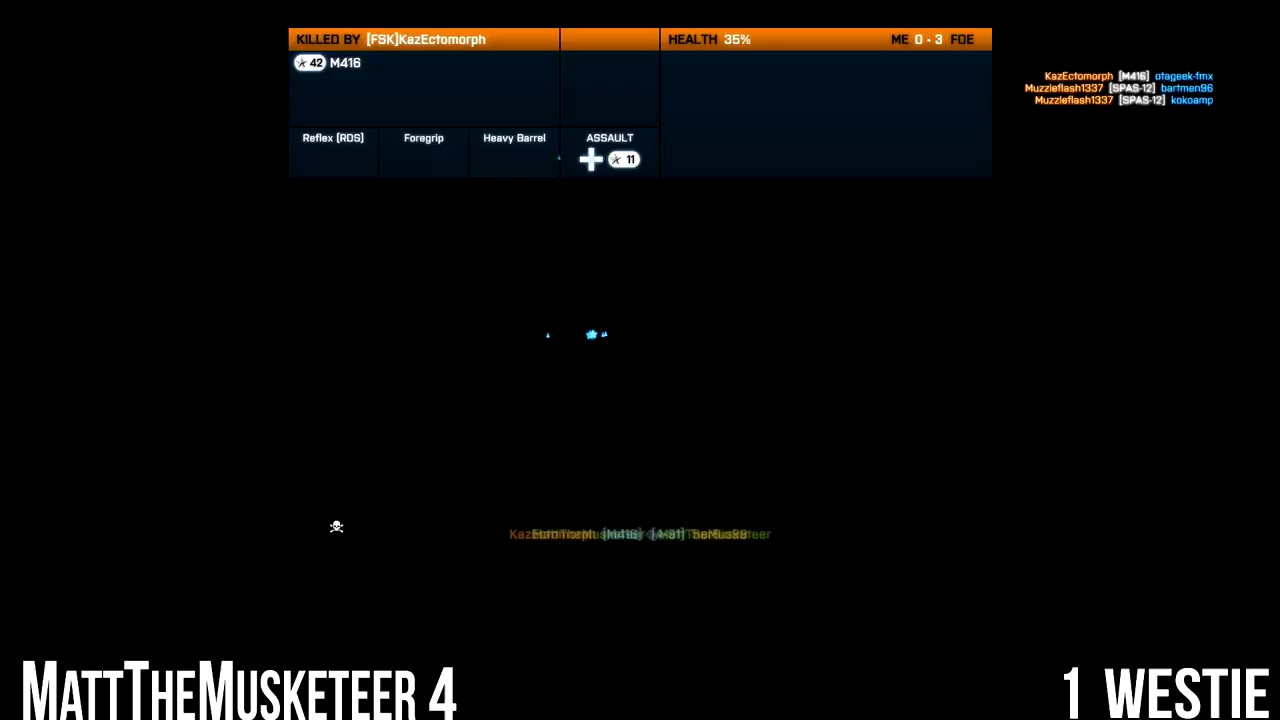 KILLED BY [FSK]KazEctomorph HEALTH 35% ME 0 - 3 FOE
42 M416
KazEctomorph [M416] ofageek-fmx
Muzzleflash1337 [SPAS-12] bartmen96
Muzzleflash1337 [SPAS-12] kokoamp
Reflex [RDS] Foregrip Heavy Barrel ASSAULT
11
MATTTHEMUSKETEER 4 1 WESTIE